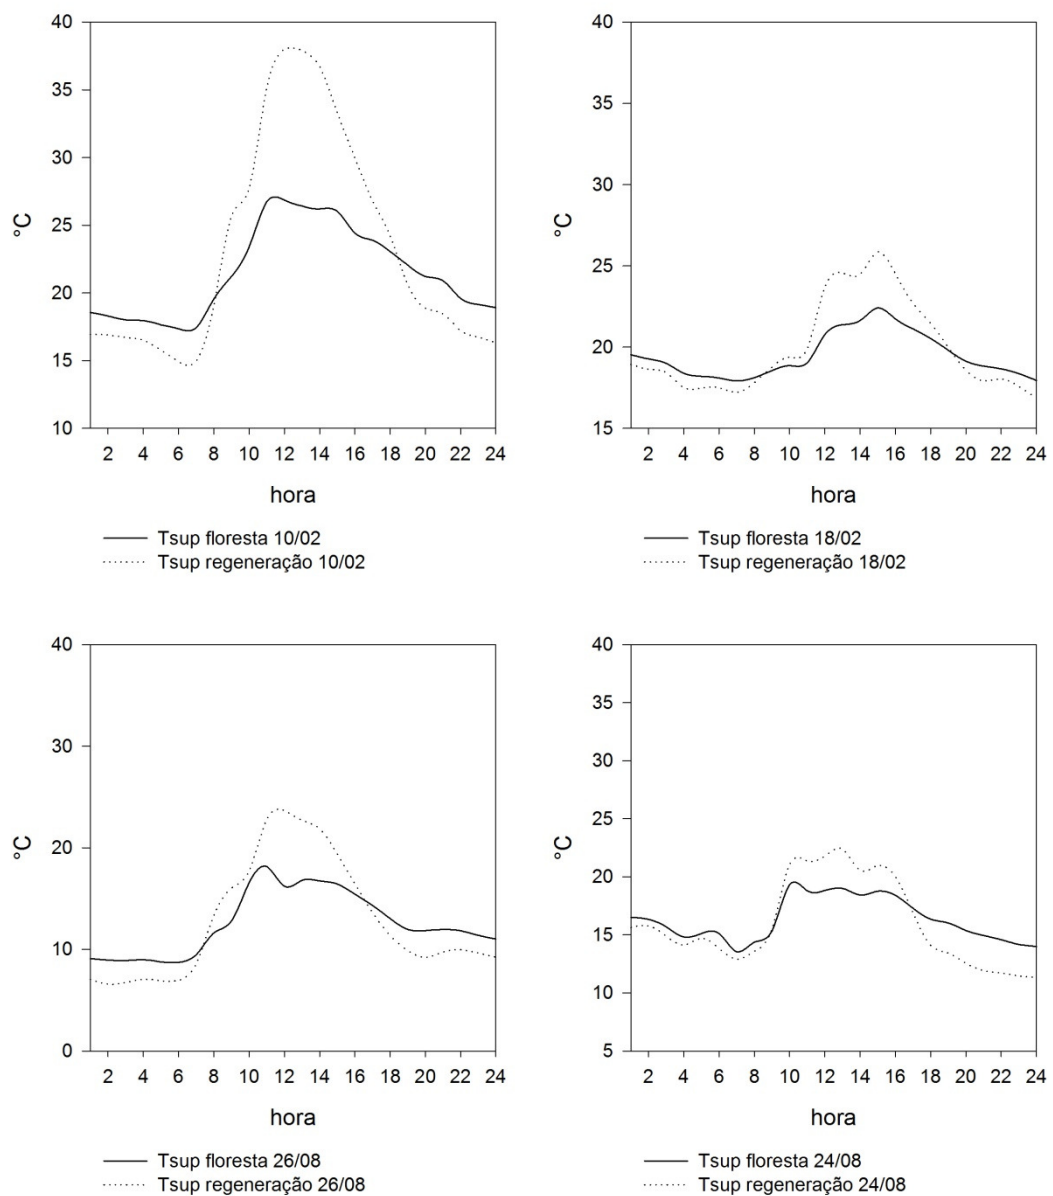 40
35
30
25
20
15
10
°C
2 4 6 8 10 12 14 16 18 20 22 24
hora
Tsup floresta 10/02
Tsup regeneração 10/02
40
35
30
25
20
15
°C
2 4 6 8 10 12 14 16 18 20 22 24
hora
Tsup floresta 18/02
Tsup regeneração 18/02
40
30
20
10
0
°C
2 4 6 8 10 12 14 16 18 20 22 24
hora
Tsup floresta 26/08
Tsup regeneração 26/08
40
35
30
25
20
15
10
5
°C
2 4 6 8 10 12 14 16 18 20 22 24
hora
Tsup floresta 24/08
Tsup regeneração 24/08